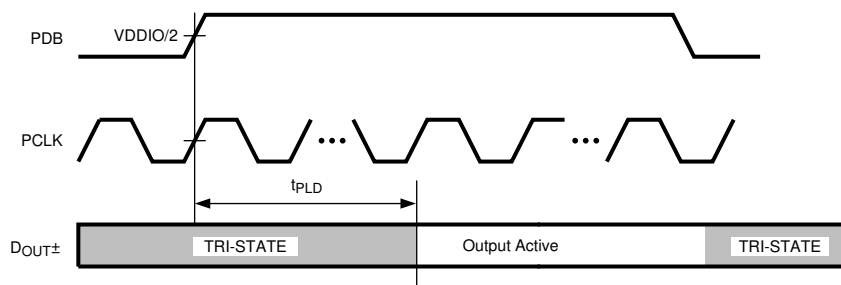 PDB
VDDIO/2
PCLK
tPLD
DOUT±
TRI-STATE
Output Active
TRI-STATE